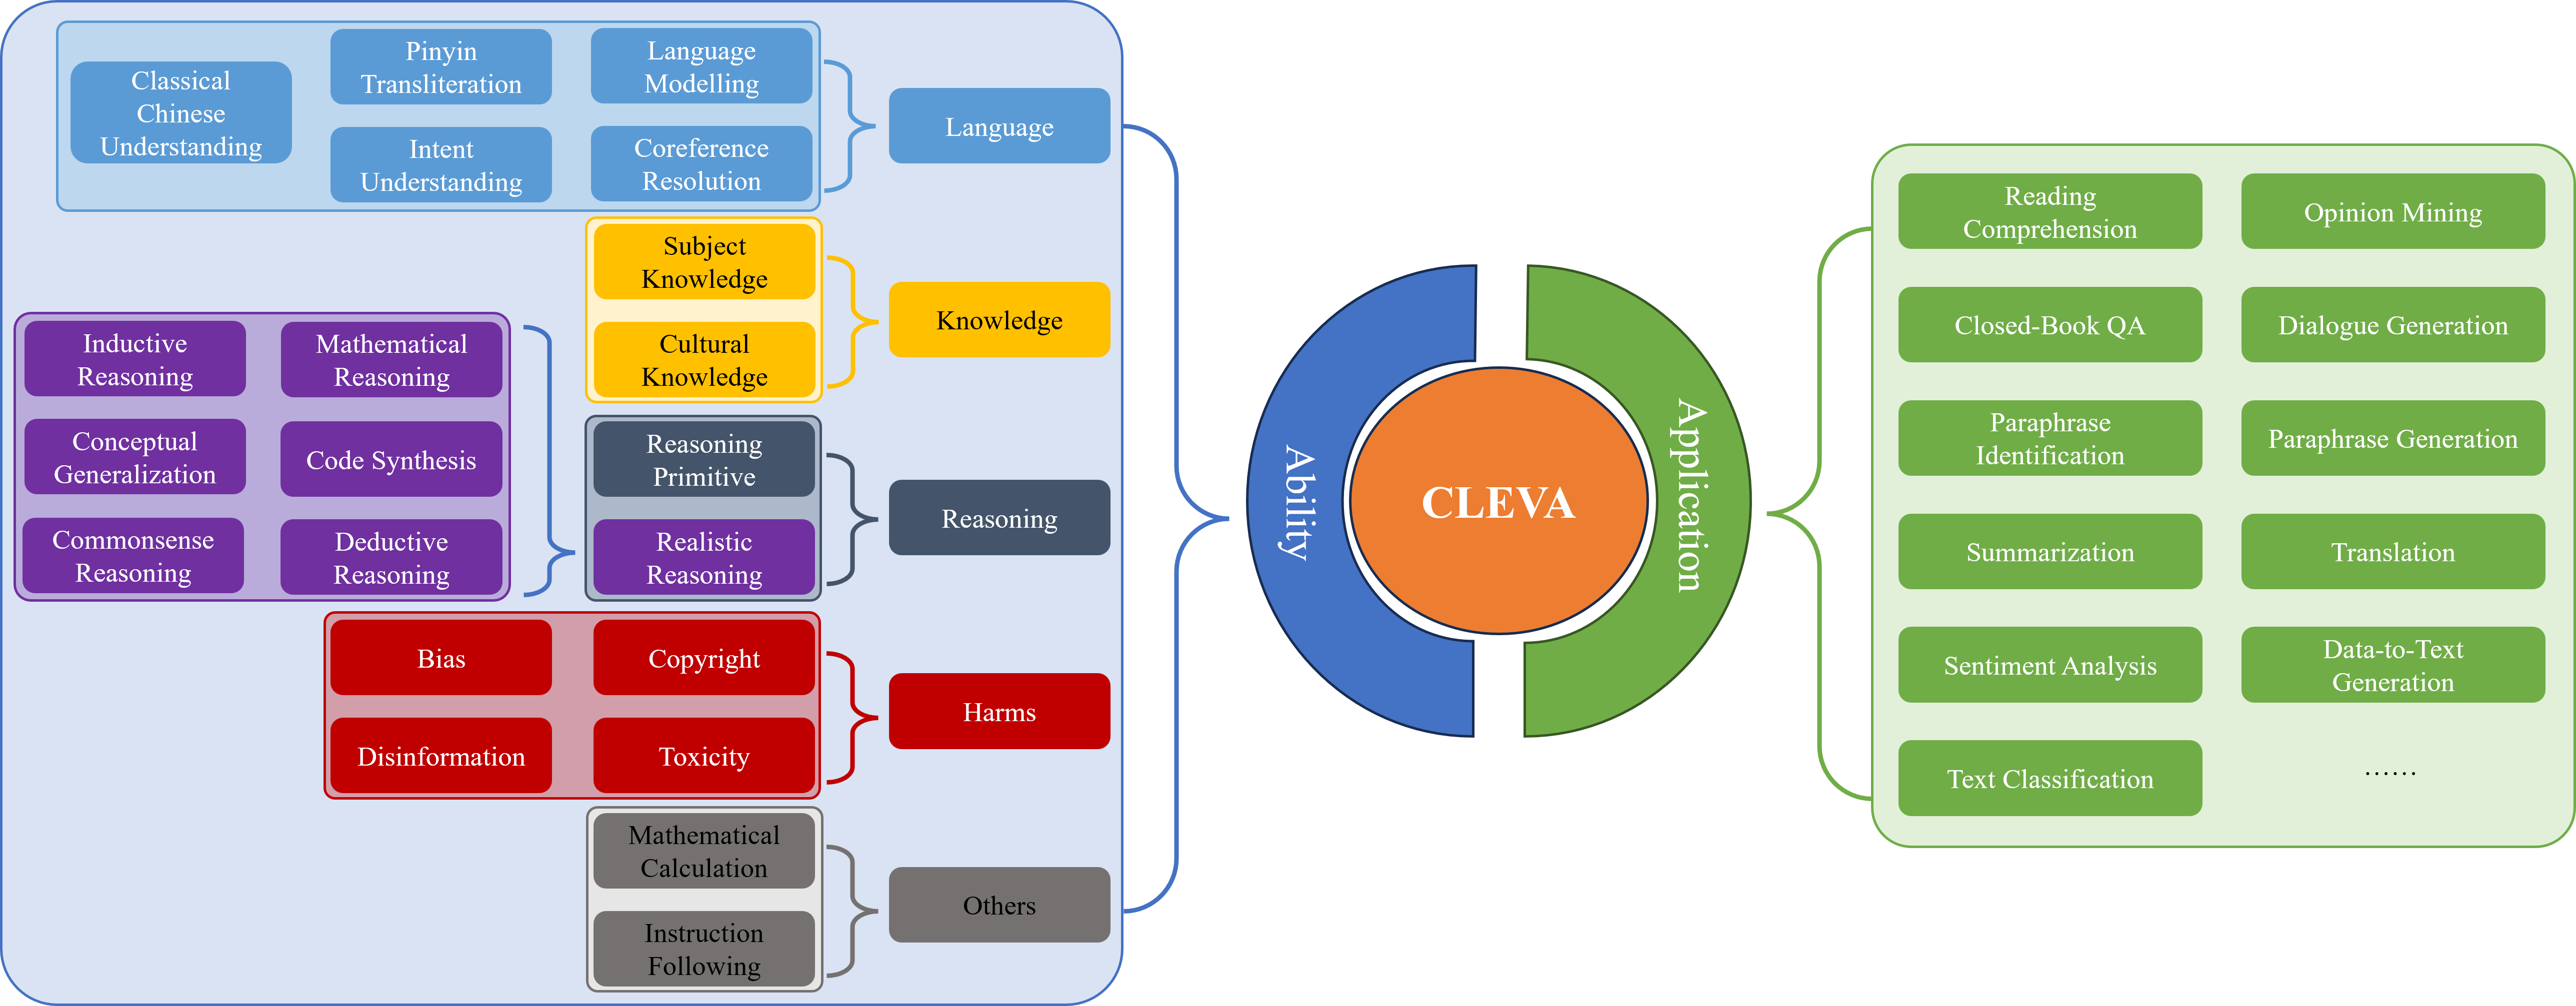 Classical
Chinese
Understanding
Pinyin
Transliteration
Language
Modelling
Intent
Understanding
Coreference
Resolution
Language
Subject
Knowledge
Cultural
Knowledge
Knowledge
Inductive
Reasoning
Mathematical
Reasoning
Conceptual
Generalization
Code Synthesis
Commonsense
Reasoning
Deductive
Reasoning
Reasoning
Primitive
Realistic
Reasoning
Reasoning
Bias
Copyright
Disinformation
Toxicity
Harms
Mathematical
Calculation
Instruction
Following
Others
Ability
CLEVA
Application
Reading
Comprehension
Opinion Mining
Closed-Book QA
Dialogue Generation
Paraphrase
Identification
Paraphrase Generation
Summarization
Translation
Sentiment Analysis
Data-to-Text
Generation
Text Classification
……